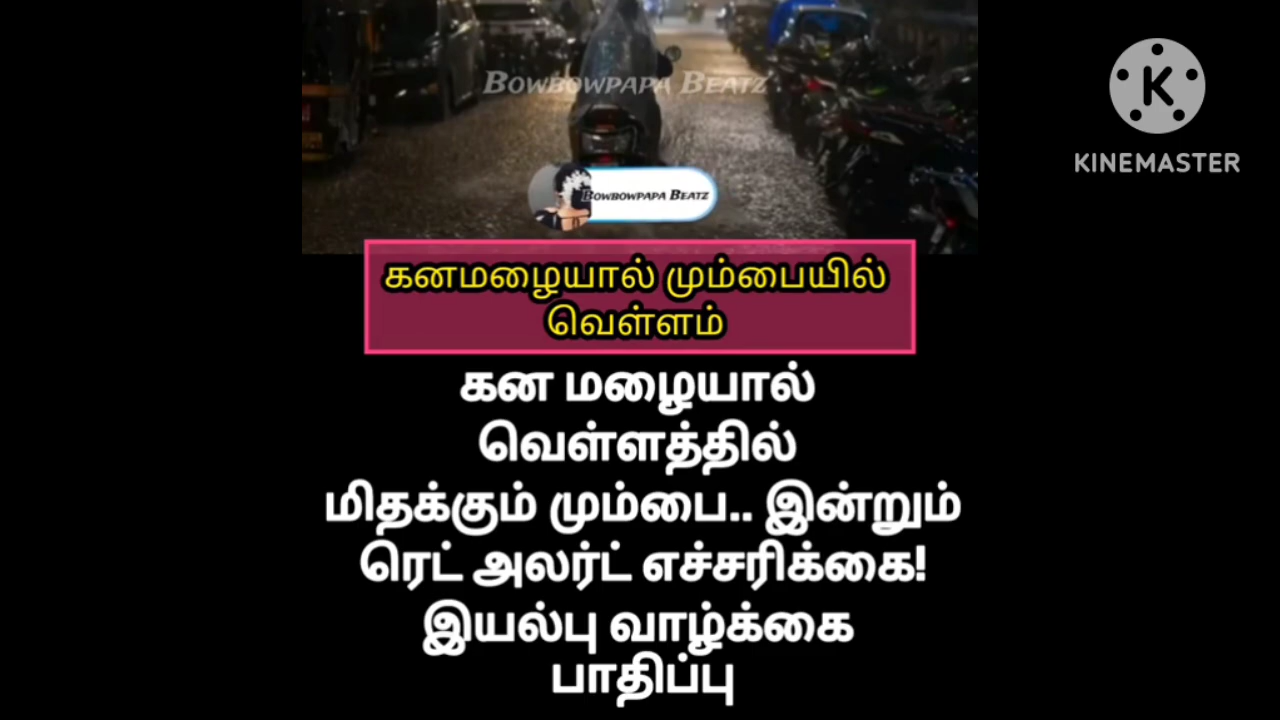 BOWBOWPAPA BEATZ
KINEMASTER
BOWBOWPAPA BEATZ
கனமழையால் மும்பையில்
வெள்ளம்
கன மழையால்
வெள்ளத்தில்
மிதக்கும் மும்பை.. இன்றும்
ரெட் அலர்ட் எச்சரிக்கை!
இயல்பு வாழ்க்கை
பாதிப்பு